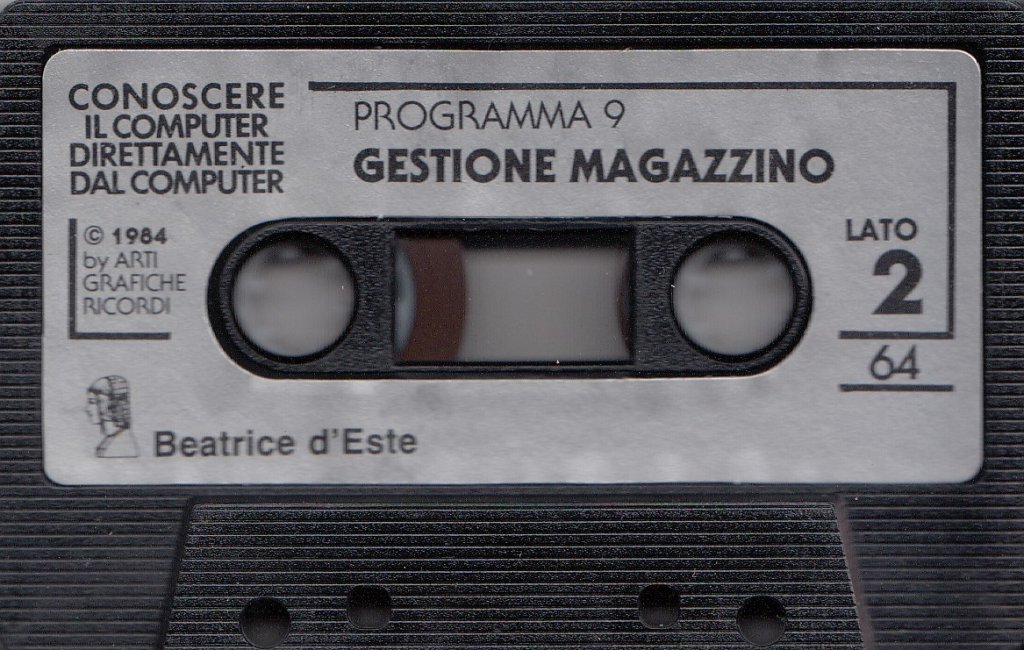 CONOSCERE
IL COMPUTER
DIRETTAMENTE
DAL COMPUTER
PROGRAMMA 9
GESTIONE MAGAZZINO
© 1984
by ARTI
GRAFICHE
RICORDI
LATO
2
64
Beatrice d'Este